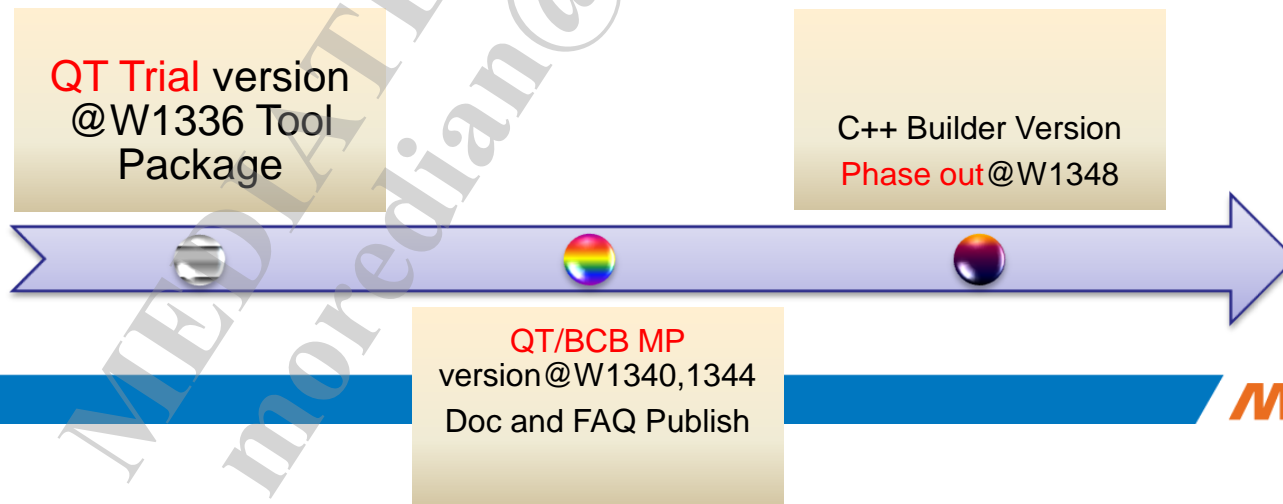 QT Trial version
@W1336 Tool
Package
C++ Builder Version
Phase out@W1348
QT/BCB MP
version@W1340,1344
Doc and FAQ Publish